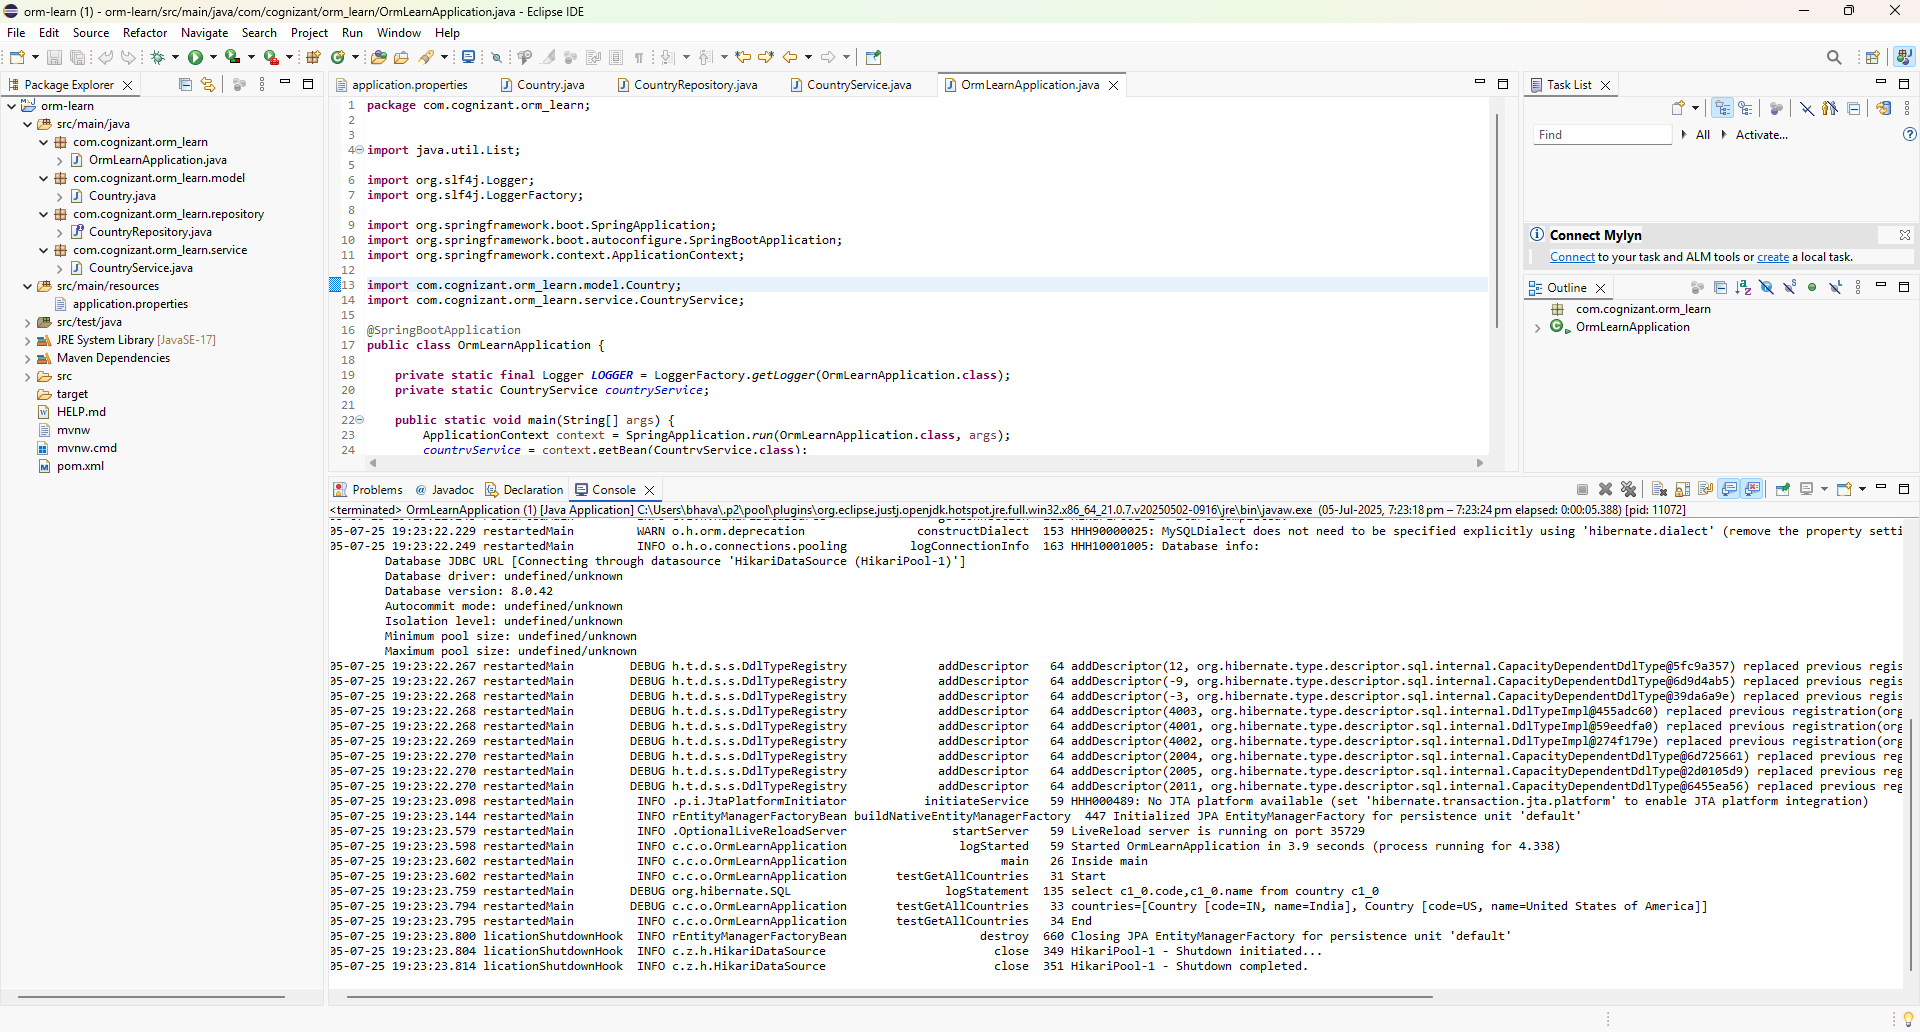 orm-learn (1) - orm-learn/src/main/java/com/cognizant/orm_learn/OrmLearnApplication.java - Eclipse IDE
File Edit Source Refactor Navigate Search Project Run Window Help
Package Explorer
orm-learn
src/main/java
com.cognizant.orm_learn
OrmLearnApplication.java
com.cognizant.orm_learn.model
Country.java
com.cognizant.orm_learn.repository
CountryRepository.java
com.cognizant.orm_learn.service
CountryService.java
src/main/resources
application.properties
src/test/java
JRE System Library [JavaSE-17]
Maven Dependencies
src
target
HELP.md
mvnw
mvnw.cmd
pom.xml
application.properties Country.java CountryRepository.java CountryService.java OrmLearnApplication.java
1 package com.cognizant.orm_learn;
2
3
4 import java.util.List;
5
6 import org.slf4j.Logger;
7 import org.slf4j.LoggerFactory;
8
9 import org.springframework.boot.SpringApplication;
10 import org.springframework.boot.autoconfigure.SpringBootApplication;
11 import org.springframework.context.ApplicationContext;
12
13 import com.cognizant.orm_learn.model.Country;
14 import com.cognizant.orm_learn.service.CountryService;
15
16 @SpringBootApplication
17 public class OrmLearnApplication {
18
19 private static final Logger LOGGER = LoggerFactory.getLogger(OrmLearnApplication.class);
20 private static CountryService countryService;
21
22 public static void main(String[] args) {
23 ApplicationContext context = SpringApplication.run(OrmLearnApplication.class, args);
24 countryService = context.getBean(CountryService.class);
Task List
Find All Activate...
Connect Mylyn
Connect to your task and ALM tools or create a local task.
Outline
com.cognizant.orm_learn
OrmLearnApplication
Problems @ Javadoc Declaration Console
<terminated> OrmLearnApplication (1) [Java Application] C:\Users\bhava\.p2\pool\plugins\org.eclipse.justj.openjdk.hotspot.jre.full.win32.x86_64_21.0.7.v20250502-0916\jre\bin\javaw.exe (05-Jul-2025, 7:23:18 pm – 7:23:24 pm elapsed: 0:00:05.388) [pid: 11072]
05-07-25 19:23:22.229 restartedMain WARN o.h.orm.deprecation constructDialect 153 HHH90000025: MySQLDialect does not need to be specified explicitly using 'hibernate.dialect' (remove the property setti
05-07-25 19:23:22.249 restartedMain INFO o.h.o.connections.pooling logConnectionInfo 163 HHH10001005: Database info:
Database JDBC URL [Connecting through datasource 'HikariDataSource (HikariPool-1)']
Database driver: undefined/unknown
Database version: 8.0.42
Autocommit mode: undefined/unknown
Isolation level: undefined/unknown
Minimum pool size: undefined/unknown
Maximum pool size: undefined/unknown
05-07-25 19:23:22.267 restartedMain DEBUG h.t.d.s.s.DdlTypeRegistry addDescriptor 64 addDescriptor(12, org.hibernate.type.descriptor.sql.internal.CapacityDependentDdlType@5fc9a357) replaced previous regis
05-07-25 19:23:22.267 restartedMain DEBUG h.t.d.s.s.DdlTypeRegistry addDescriptor 64 addDescriptor(-9, org.hibernate.type.descriptor.sql.internal.CapacityDependentDdlType@6d9d4ab5) replaced previous regis
05-07-25 19:23:22.268 restartedMain DEBUG h.t.d.s.s.DdlTypeRegistry addDescriptor 64 addDescriptor(-3, org.hibernate.type.descriptor.sql.internal.CapacityDependentDdlType@39da6a9e) replaced previous regis
05-07-25 19:23:22.268 restartedMain DEBUG h.t.d.s.s.DdlTypeRegistry addDescriptor 64 addDescriptor(4003, org.hibernate.type.descriptor.sql.internal.DdlTypeImpl@455adc60) replaced previous registration(org
05-07-25 19:23:22.268 restartedMain DEBUG h.t.d.s.s.DdlTypeRegistry addDescriptor 64 addDescriptor(4001, org.hibernate.type.descriptor.sql.internal.DdlTypeImpl@59eedfa0) replaced previous registration(org
05-07-25 19:23:22.269 restartedMain DEBUG h.t.d.s.s.DdlTypeRegistry addDescriptor 64 addDescriptor(4002, org.hibernate.type.descriptor.sql.internal.DdlTypeImpl@274f179e) replaced previous registration(org
05-07-25 19:23:22.270 restartedMain DEBUG h.t.d.s.s.DdlTypeRegistry addDescriptor 64 addDescriptor(2004, org.hibernate.type.descriptor.sql.internal.CapacityDependentDdlType@6d725661) replaced previous reg
05-07-25 19:23:22.270 restartedMain DEBUG h.t.d.s.s.DdlTypeRegistry addDescriptor 64 addDescriptor(2005, org.hibernate.type.descriptor.sql.internal.CapacityDependentDdlType@2d0105d9) replaced previous reg
05-07-25 19:23:22.270 restartedMain DEBUG h.t.d.s.s.DdlTypeRegistry addDescriptor 64 addDescriptor(2011, org.hibernate.type.descriptor.sql.internal.CapacityDependentDdlType@6455ea56) replaced previous reg
05-07-25 19:23:23.098 restartedMain INFO .p.i.JtaPlatformInitiator initiateService 59 HHH000489: No JTA platform available (set 'hibernate.transaction.jta.platform' to enable JTA platform integration)
05-07-25 19:23:23.144 restartedMain INFO rEntityManagerFactoryBean buildNativeEntityManagerFactory 447 Initialized JPA EntityManagerFactory for persistence unit 'default'
05-07-25 19:23:23.579 restartedMain INFO .OptionalLiveReloadServer startServer 59 LiveReload server is running on port 35729
05-07-25 19:23:23.598 restartedMain INFO c.c.o.OrmLearnApplication logStarted 59 Started OrmLearnApplication in 3.9 seconds (process running for 4.338)
05-07-25 19:23:23.602 restartedMain INFO c.c.o.OrmLearnApplication main 26 Inside main
05-07-25 19:23:23.602 restartedMain INFO c.c.o.OrmLearnApplication testGetAllCountries 31 Start
05-07-25 19:23:23.759 restartedMain DEBUG org.hibernate.SQL logStatement 135 select c1_0.code,c1_0.name from country c1_0
05-07-25 19:23:23.794 restartedMain DEBUG c.c.o.OrmLearnApplication testGetAllCountries 33 countries=[Country [code=IN, name=India], Country [code=US, name=United States of America]]
05-07-25 19:23:23.795 restartedMain INFO c.c.o.OrmLearnApplication testGetAllCountries 34 End
05-07-25 19:23:23.800 licationShutdownHook INFO rEntityManagerFactoryBean destroy 660 Closing JPA EntityManagerFactory for persistence unit 'default'
05-07-25 19:23:23.804 licationShutdownHook INFO c.z.h.HikariDataSource close 349 HikariPool-1 - Shutdown initiated...
05-07-25 19:23:23.814 licationShutdownHook INFO c.z.h.HikariDataSource close 351 HikariPool-1 - Shutdown completed.